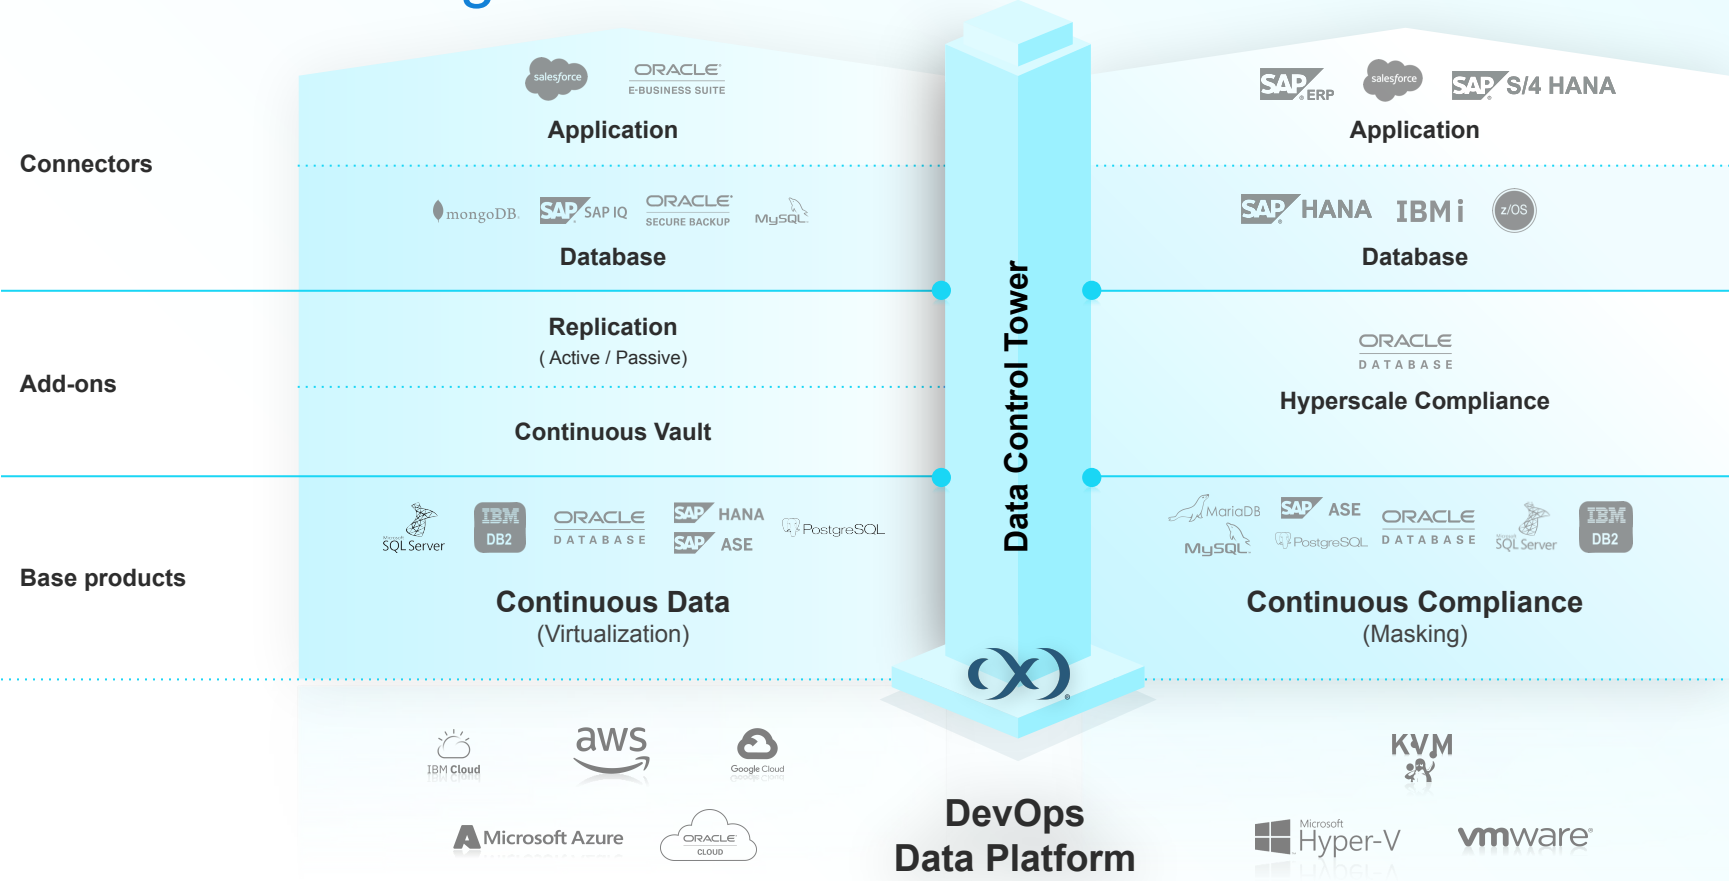 g
salesforce
ORACLE
E-BUSINESS SUITE
Application
SAP ERP
salesforce
SAP S/4 HANA
Application
Connectors
mongoDB.
SAP SAP IQ
ORACLE
SECURE BACKUP
MySQL
Database
SAP HANA
IBM i
z/OS
Database
Replication
( Active / Passive)
Add-ons
Continuous Vault
ORACLE
DATABASE
Hyperscale Compliance
Data Control Tower
Base products
Microsoft
SQL Server
IBM
DB2
ORACLE
DATABASE
SAP HANA
SAP ASE
PostgreSQL
Continuous Data
(Virtualization)
MariaDB
MySQL
SAP ASE
PostgreSQL
ORACLE
DATABASE
Microsoft
SQL Server
IBM
DB2
Continuous Compliance
(Masking)
IBM Cloud
aws
Google Cloud
Microsoft Azure
ORACLE
CLOUD
DevOps
Data Platform
KVM
Microsoft
Hyper-V
vmware